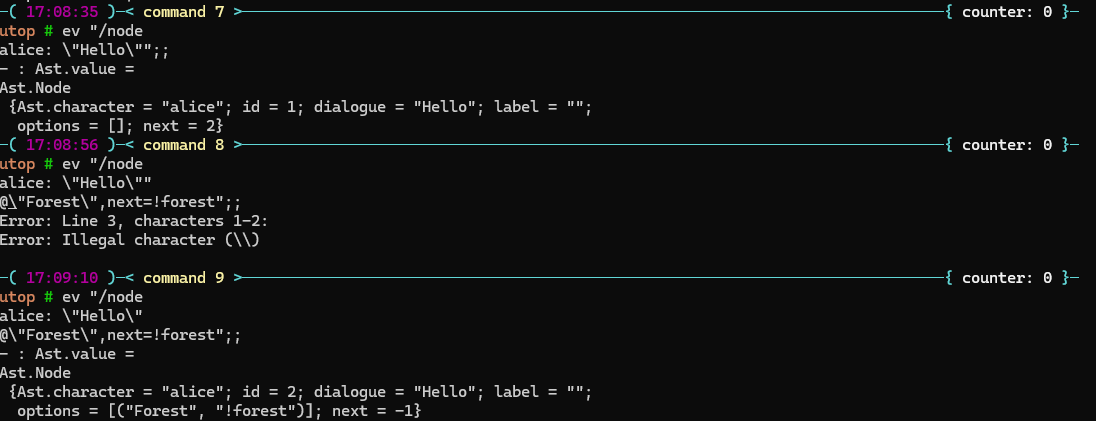 ─( 17:08:35 )─< command 7 >──────────────────────────{ counter: 0 }─
utop # ev "/node
alice: \"Hello\"";;
- : Ast.value =
Ast.Node
 {Ast.character = "alice"; id = 1; dialogue = "Hello"; label = "";
  options = []; next = 2}
─( 17:08:56 )─< command 8 >──────────────────────────{ counter: 0 }─
utop # ev "/node
alice: \"Hello\""
@\"Forest\",next=!forest";;
Error: Line 3, characters 1-2:
Error: Illegal character (\\)
─( 17:09:10 )─< command 9 >──────────────────────────{ counter: 0 }─
utop # ev "/node
alice: \"Hello\"
@\"Forest\",next=!forest";;
- : Ast.value =
Ast.Node
 {Ast.character = "alice"; id = 2; dialogue = "Hello"; label = "";
  options = [("Forest", "!forest")]; next = -1}